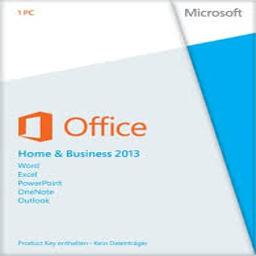 1 PC
Microsoft
Office
Home & Business 2013
Word
Excel
PowerPoint
OneNote
Outlook
Product Key enthalten - Kein Datenträger